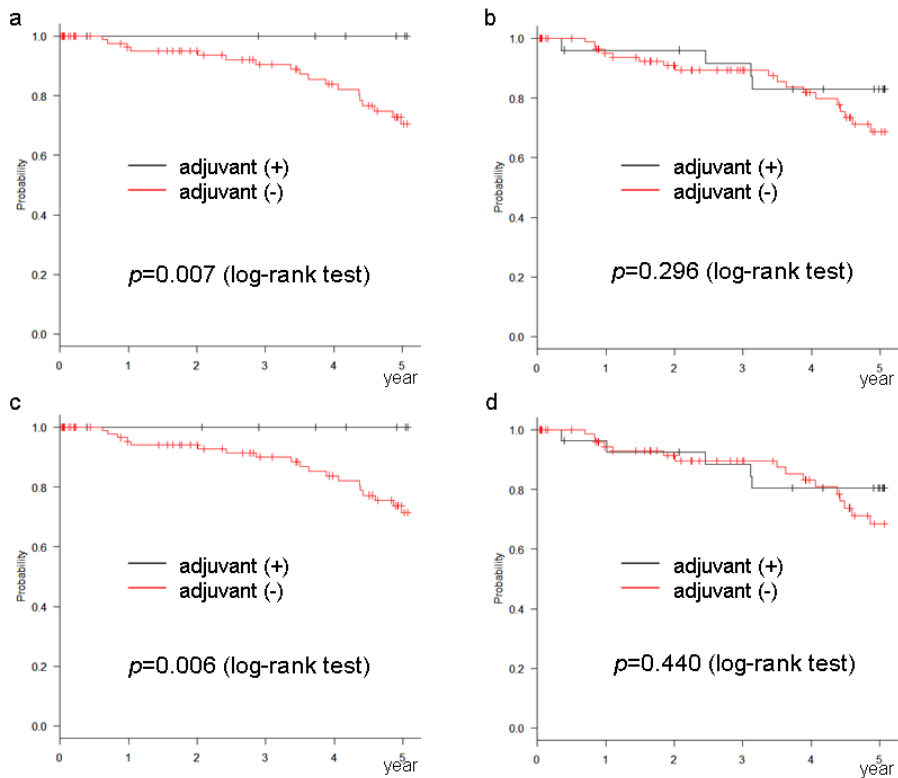 a
1.0
0.8
0.6
0.4
0.2
0.0
Probability
adjuvant (+)
adjuvant (-)
p=0.007 (log-rank test)
0 1 2 3 4 5
year
b
1.0
0.8
0.6
0.4
0.2
0.0
Probability
adjuvant (+)
adjuvant (-)
p=0.296 (log-rank test)
0 1 2 3 4 5
year
c
1.0
0.8
0.6
0.4
0.2
0.0
Probability
adjuvant (+)
adjuvant (-)
p=0.006 (log-rank test)
0 1 2 3 4 5
year
d
1.0
0.8
0.6
0.4
0.2
0.0
Probability
adjuvant (+)
adjuvant (-)
p=0.440 (log-rank test)
0 1 2 3 4 5
year